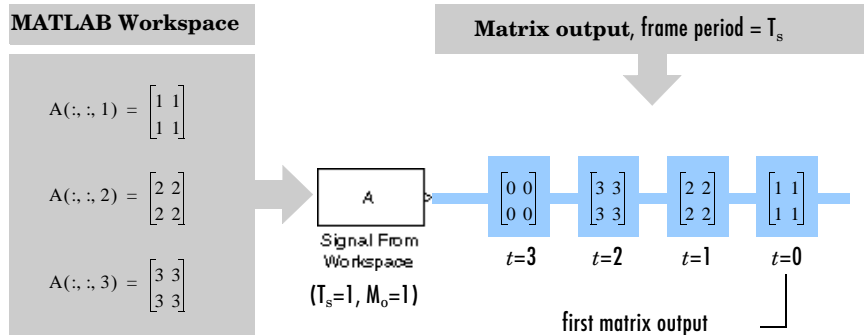 MATLAB Workspace
A(:, :, 1) = [1 1
1 1]
A(:, :, 2) = [2 2
2 2]
A(:, :, 3) = [3 3
3 3]
A
Signal From
Workspace
(Tₛ=1, Mₒ=1)
Matrix output, frame period = Tₛ
[0 0
0 0]
t=3
[3 3
3 3]
t=2
[2 2
2 2]
t=1
[1 1
1 1]
t=0
first matrix output